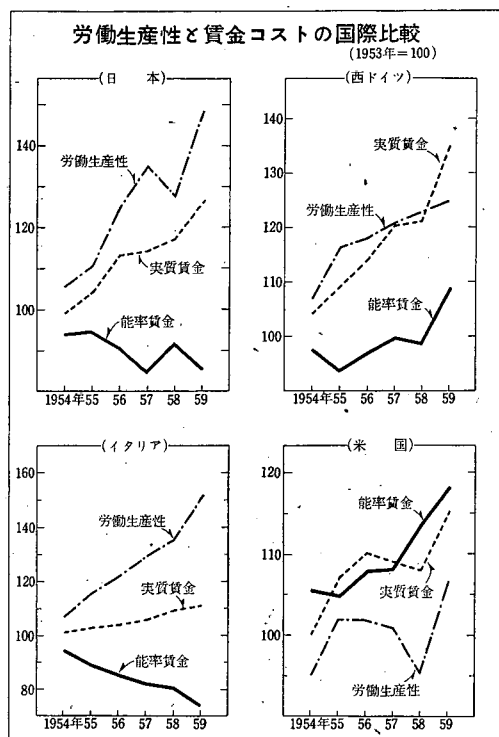 労働生産性と賃金コストの国際比較
(1953年=100)
(日 本)
140
120
100
労働生産性
実質賃金
能率賃金
1954年55 56 57 58 59
(西ドイツ)
140
130
120
110
100
実質賃金
労働生産性
能率賃金
1954年55 56 57 58 59
(イタリア)
160
140
120
100
80
労働生産性
実質賃金
能率賃金
1954年55 56 57 58 59
(米 国)
120
110
100
能率賃金
実質賃金
労働生産性
1954年55 56 57 58 59